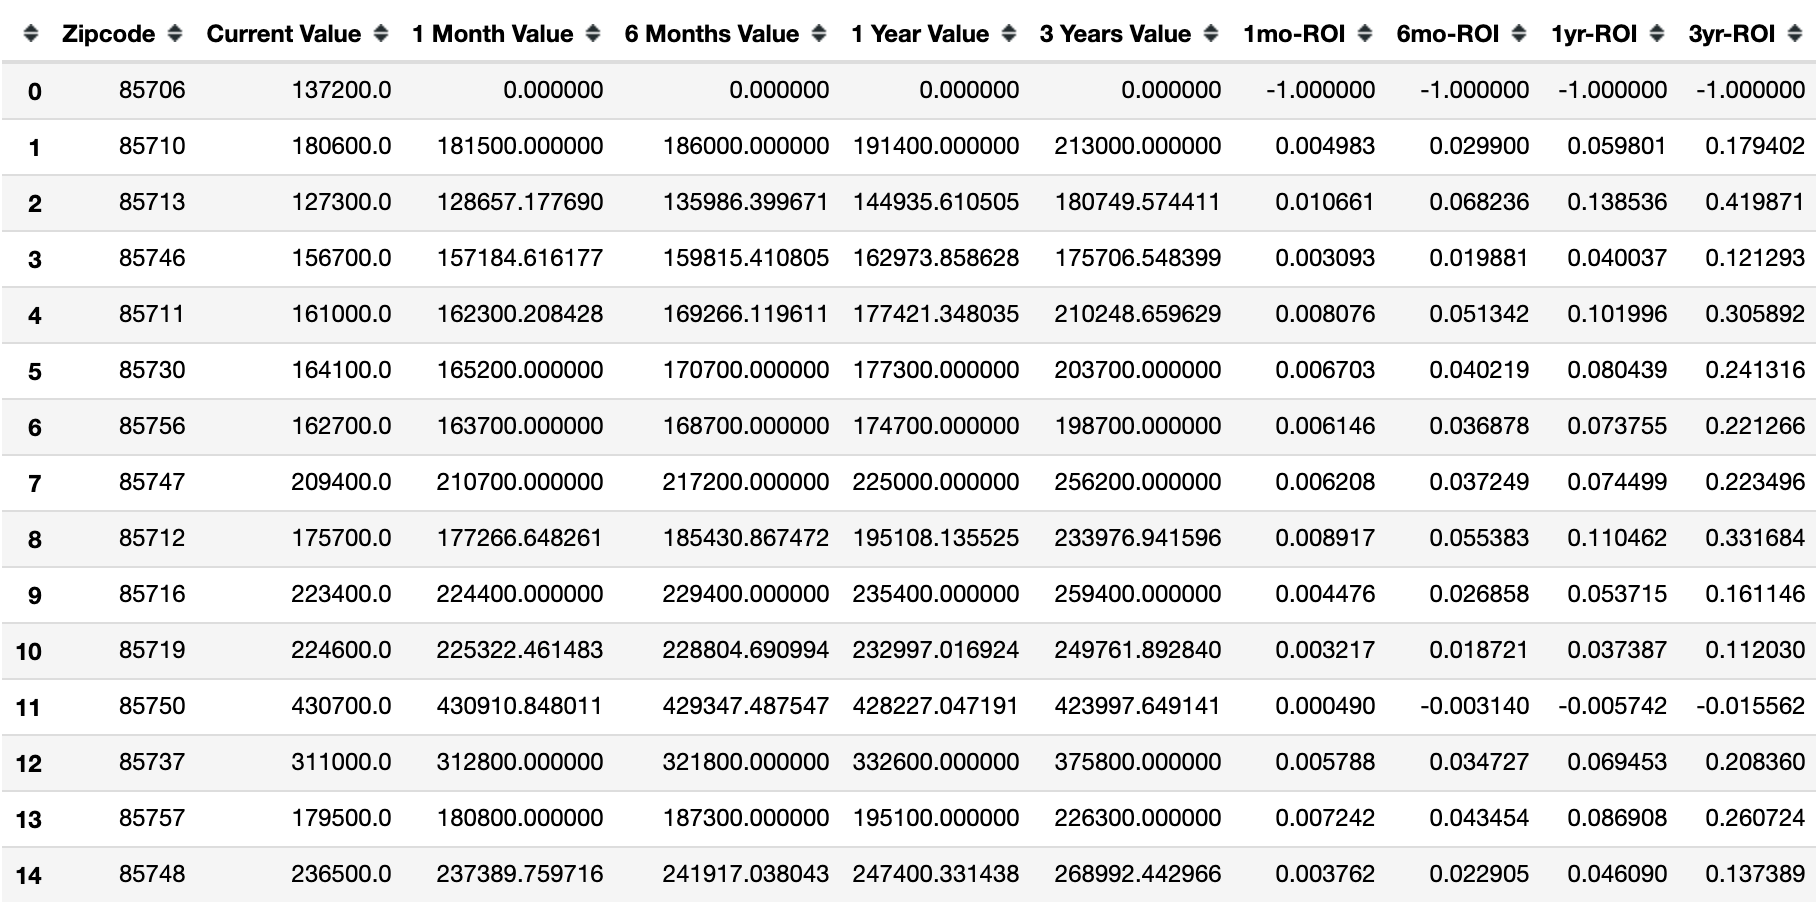 Zipcode Current Value 1 Month Value 6 Months Value 1 Year Value 3 Years Value 1mo-ROI 6mo-ROI 1yr-ROI 3yr-ROI
0 85706 137200.0 0.000000 0.000000 0.000000 0.000000 -1.000000 -1.000000 -1.000000 -1.000000
1 85710 180600.0 181500.000000 186000.000000 191400.000000 213000.000000 0.004983 0.029900 0.059801 0.179402
2 85713 127300.0 128657.177690 135986.399671 144935.610505 180749.574411 0.010661 0.068236 0.138536 0.419871
3 85746 156700.0 157184.616177 159815.410805 162973.858628 175706.548399 0.003093 0.019881 0.040037 0.121293
4 85711 161000.0 162300.208428 169266.119611 177421.348035 210248.659629 0.008076 0.051342 0.101996 0.305892
5 85730 164100.0 165200.000000 170700.000000 177300.000000 203700.000000 0.006703 0.040219 0.080439 0.241316
6 85756 162700.0 163700.000000 168700.000000 174700.000000 198700.000000 0.006146 0.036878 0.073755 0.221266
7 85747 209400.0 210700.000000 217200.000000 225000.000000 256200.000000 0.006208 0.037249 0.074499 0.223496
8 85712 175700.0 177266.648261 185430.867472 195108.135525 233976.941596 0.008917 0.055383 0.110462 0.331684
9 85716 223400.0 224400.000000 229400.000000 235400.000000 259400.000000 0.004476 0.026858 0.053715 0.161146
10 85719 224600.0 225322.461483 228804.690994 232997.016924 249761.892840 0.003217 0.018721 0.037387 0.112030
11 85750 430700.0 430910.848011 429347.487547 428227.047191 423997.649141 0.000490 -0.003140 -0.005742 -0.015562
12 85737 311000.0 312800.000000 321800.000000 332600.000000 375800.000000 0.005788 0.034727 0.069453 0.208360
13 85757 179500.0 180800.000000 187300.000000 195100.000000 226300.000000 0.007242 0.043454 0.086908 0.260724
14 85748 236500.0 237389.759716 241917.038043 247400.331438 268992.442966 0.003762 0.022905 0.046090 0.137389